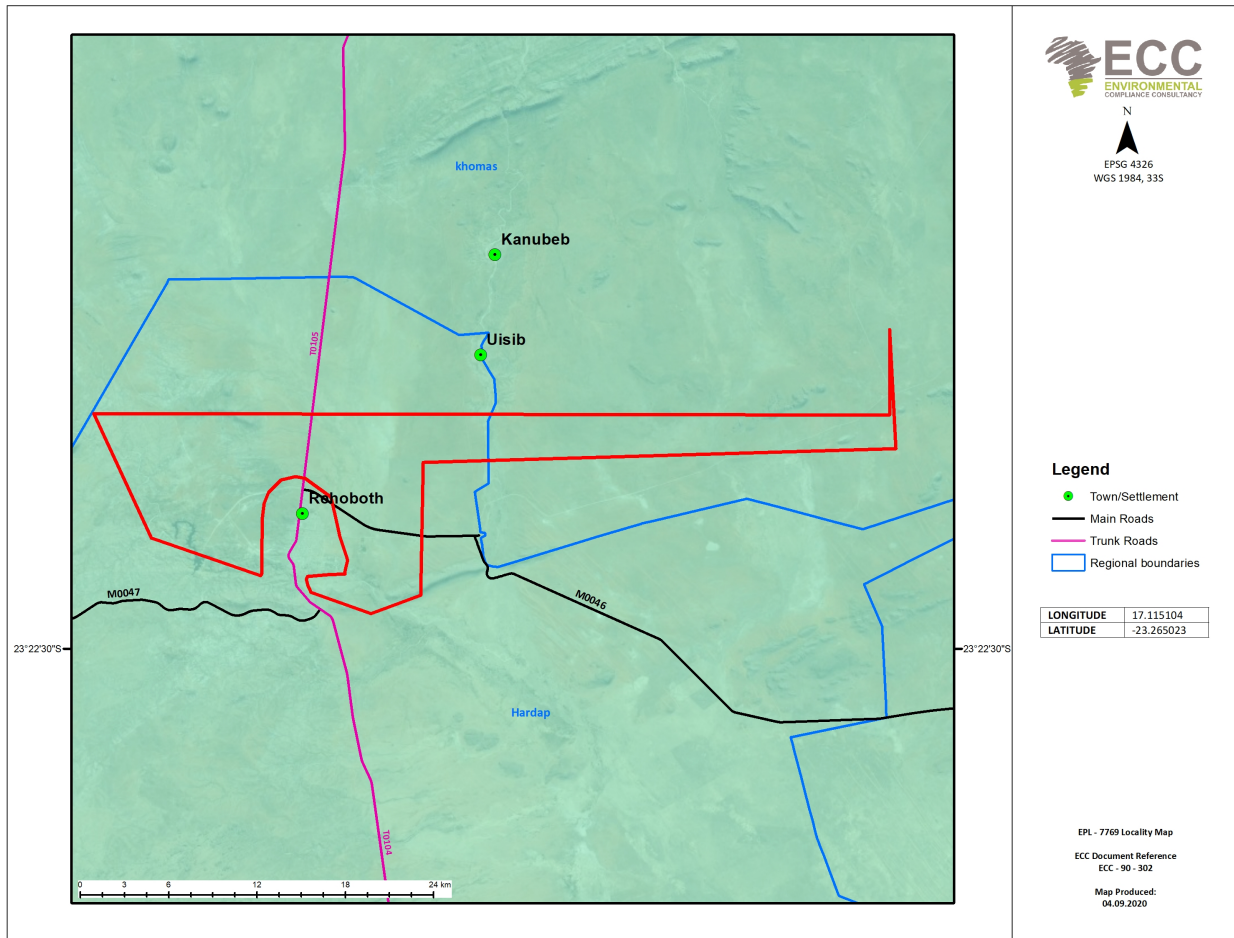 khomas
Kanubeb
Uisib
T0105
Rehoboth
M0047
M0046
23°22'30"S
23°22'30"S
Hardap
T0104
0 3 6 12 18 24 km
ECC
ENVIRONMENTAL
COMPLIANCE CONSULTANCY
N
EPSG 4326
WGS 1984, 33S
Legend
Town/Settlement
Main Roads
Trunk Roads
Regional boundaries
LONGITUDE 17.115104
LATITUDE -23.265023
EPL - 7769 Locality Map
ECC Document Reference
ECC - 90 - 302
Map Produced:
04.09.2020